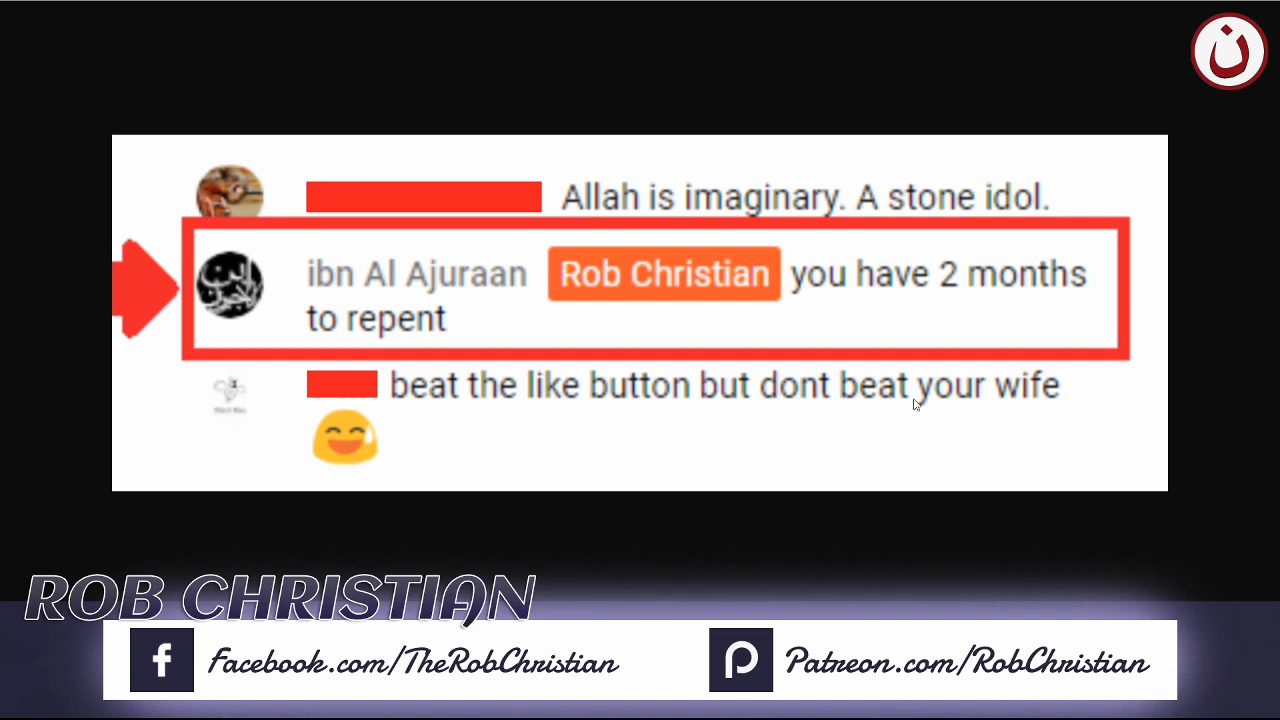 ن
Allah is imaginary. A stone idol.
ibn Al Ajuraan Rob Christian you have 2 months
to repent
beat the like button but dont beat your wife
ROB CHRISTIAN
f Facebook.com/TheRobChristian
Patreon.com/RobChristian